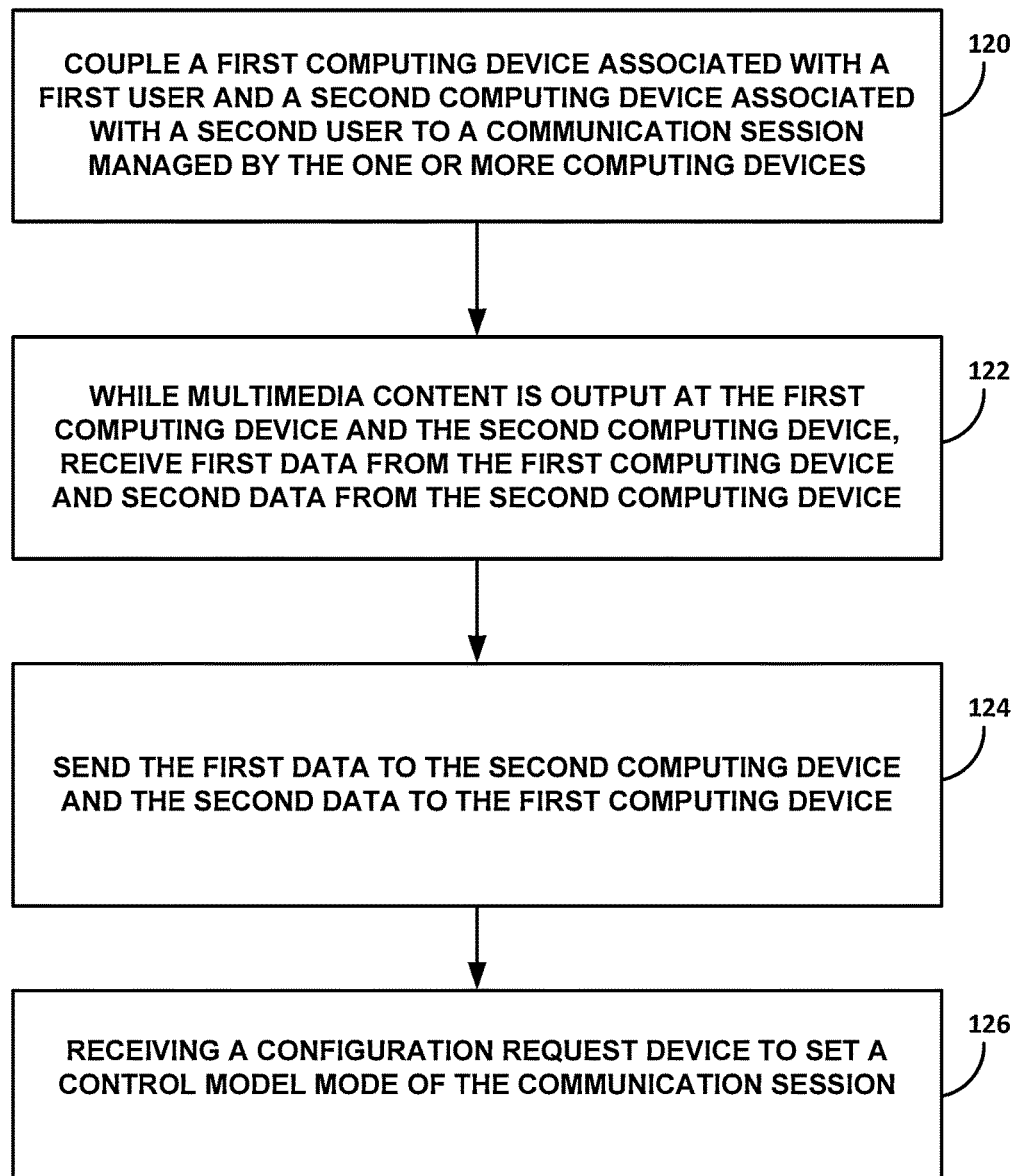 COUPLE A FIRST COMPUTING DEVICE ASSOCIATED WITH A
FIRST USER AND A SECOND COMPUTING DEVICE ASSOCIATED
WITH A SECOND USER TO A COMMUNICATION SESSION
MANAGED BY THE ONE OR MORE COMPUTING DEVICES
120
WHILE MULTIMEDIA CONTENT IS OUTPUT AT THE FIRST
COMPUTING DEVICE AND THE SECOND COMPUTING DEVICE,
RECEIVE FIRST DATA FROM THE FIRST COMPUTING DEVICE
AND SECOND DATA FROM THE SECOND COMPUTING DEVICE
122
SEND THE FIRST DATA TO THE SECOND COMPUTING DEVICE
AND THE SECOND DATA TO THE FIRST COMPUTING DEVICE
124
RECEIVING A CONFIGURATION REQUEST DEVICE TO SET A
CONTROL MODEL MODE OF THE COMMUNICATION SESSION
126